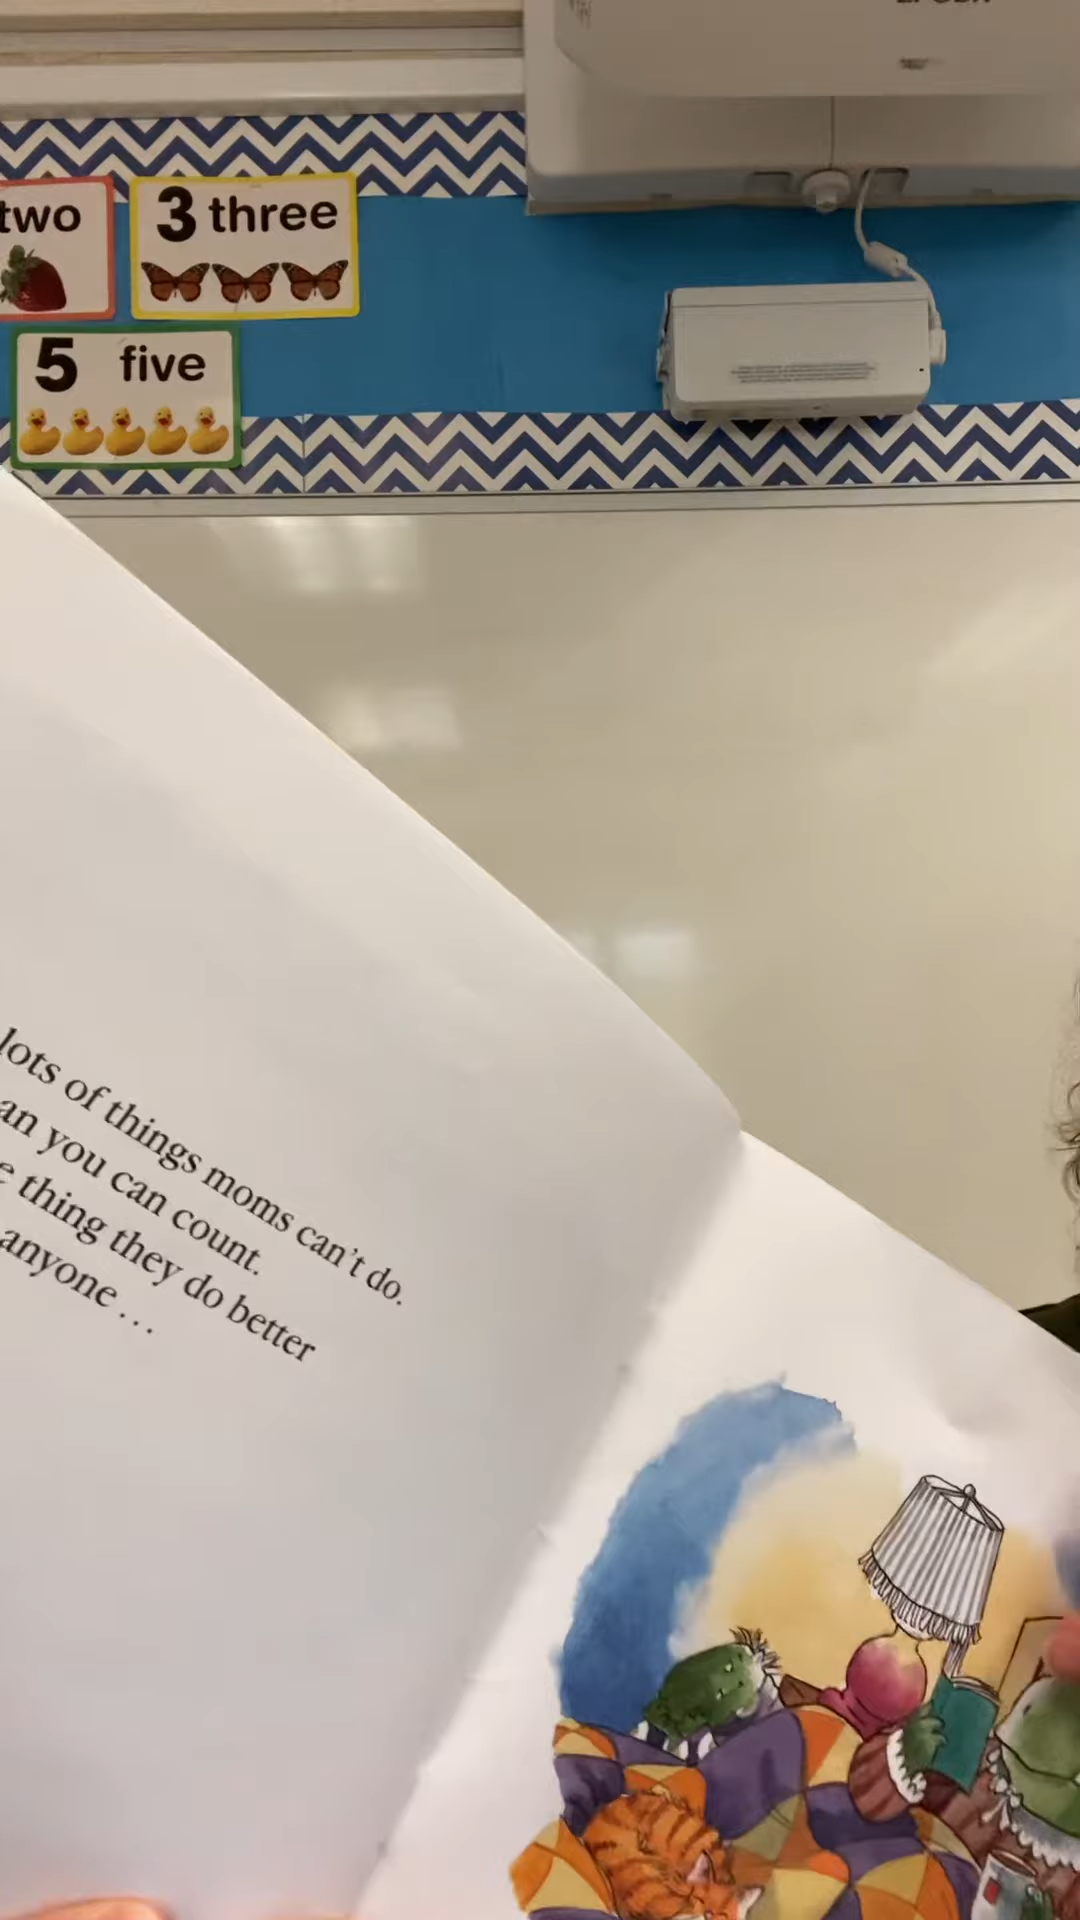 two
3 three
5 five
lots of things moms can't do.
an you can count.
e thing they do better
anyone ...